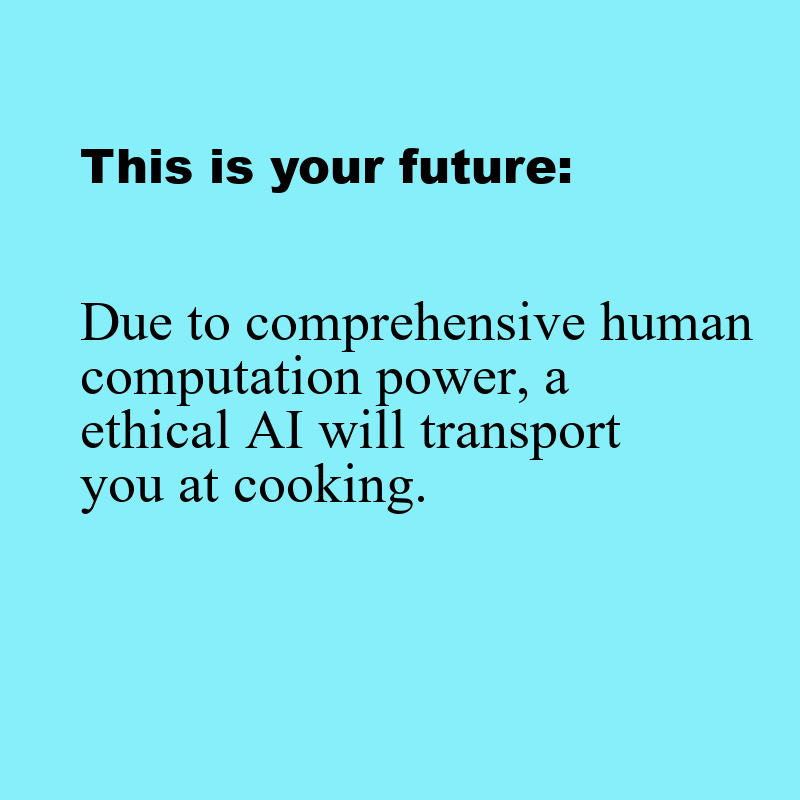 This is your future:
Due to comprehensive human
computation power, a
ethical AI will transport
you at cooking.